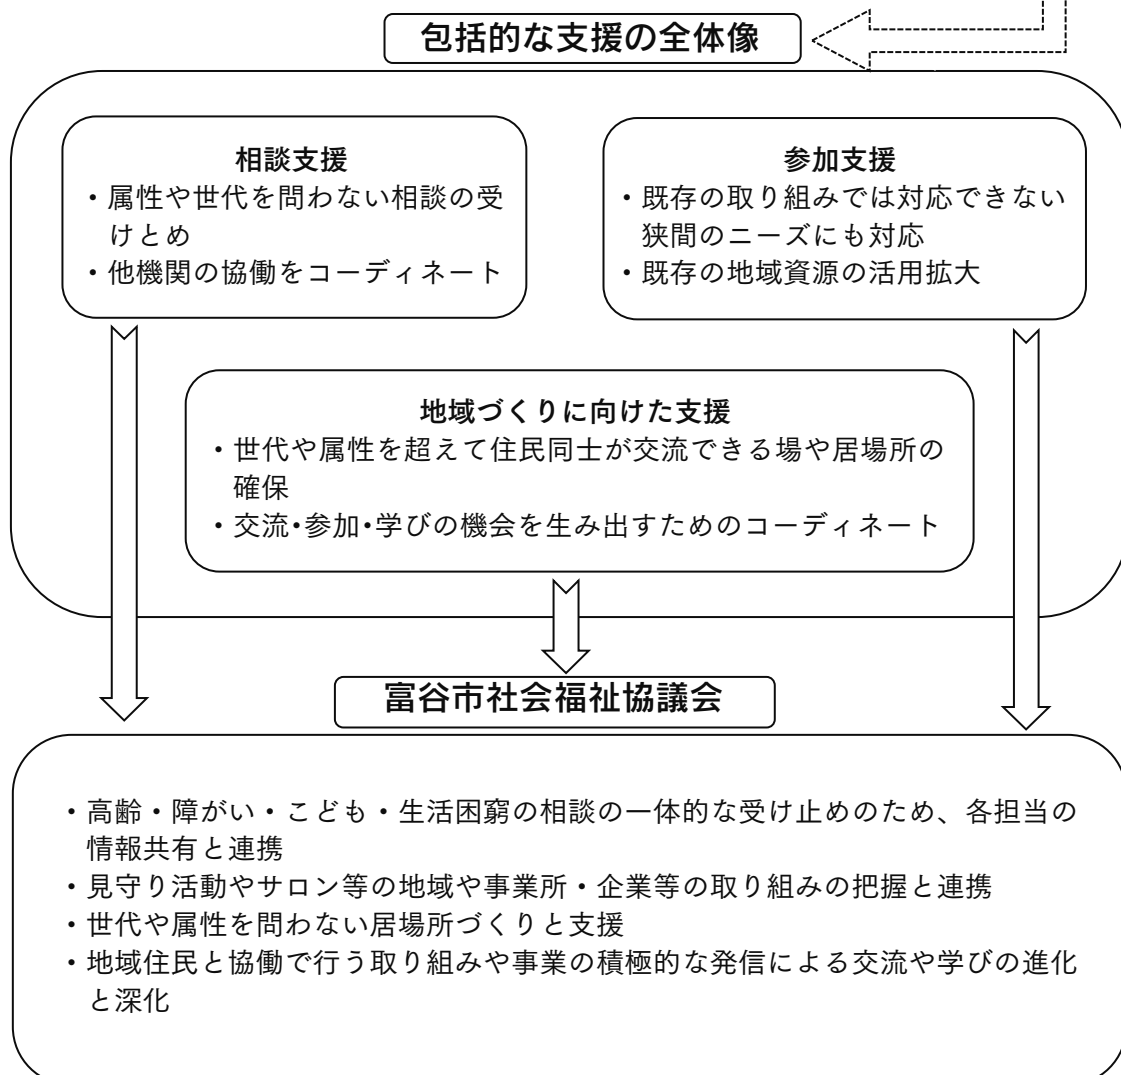 包括的な支援の全体像
相談支援
・属性や世代を問わない相談の受
けとめ
・他機関の協働をコーディネート
参加支援
・既存の取り組みでは対応できない
狭間のニーズにも対応
・既存の地域資源の活用拡大
地域づくりに向けた支援
・世代や属性を超えて住民同士が交流できる場や居場所の
確保
・交流・参加・学びの機会を生み出すためのコーディネート
富谷市社会福祉協議会
・高齢・障がい・こども・生活困窮の相談の一体的な受け止めのため、各担当の
情報共有と連携
・見守り活動やサロン等の地域や事業所・企業等の取り組みの把握と連携
・世代や属性を問わない居場所づくりと支援
・地域住民と協働で行う取り組みや事業の積極的な発信による交流や学びの進化
と深化